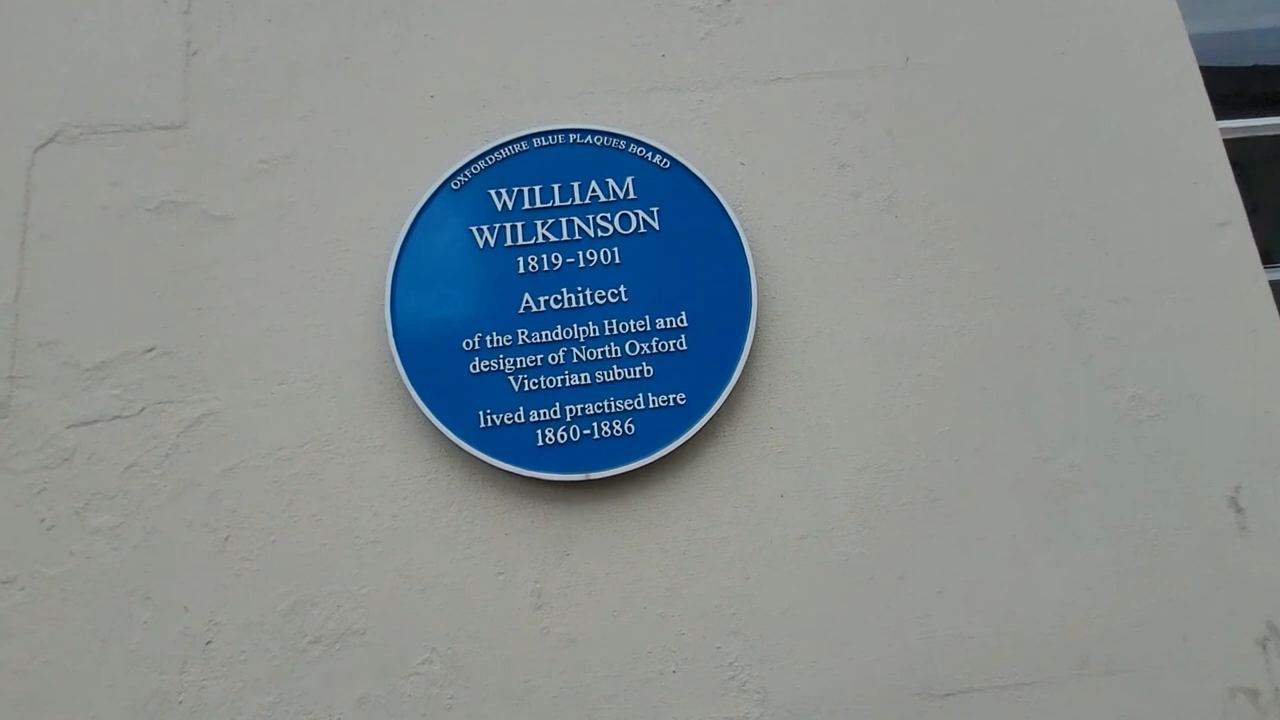 OXFORDSHIRE BLUE PLAQUES BOARD
WILLIAM
WILKINSON
1819-1901
Architect
of the Randolph Hotel and
designer of North Oxford
Victorian suburb
lived and practised here
1860-1886